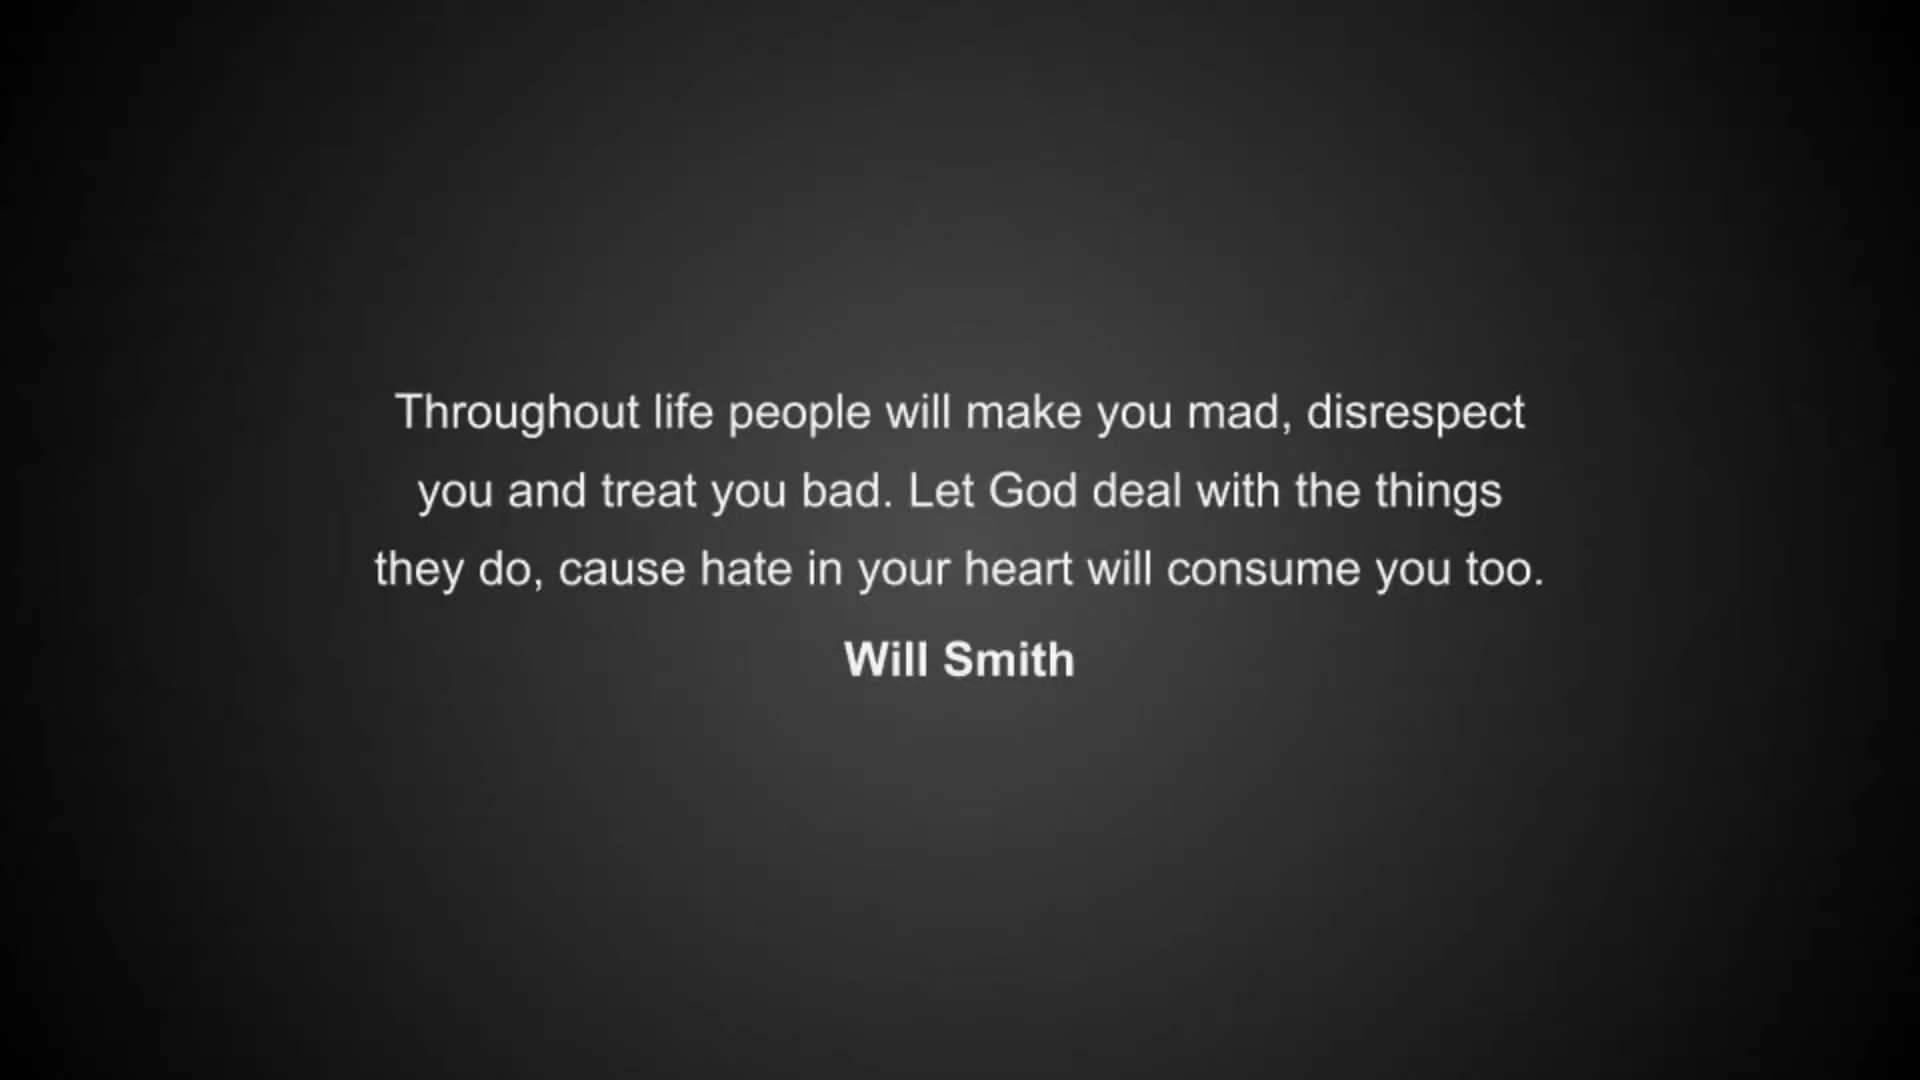 Throughout life people will make you mad, disrespect
you and treat you bad. Let God deal with the things
they do, cause hate in your heart will consume you too.
Will Smith